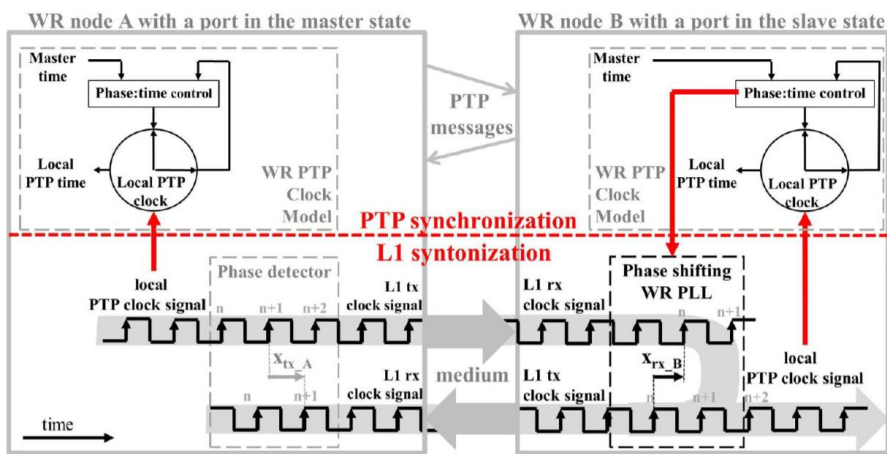 WR node A with a port in the master state
WR node B with a port in the slave state
Master
time
Phase:time control
Local
PTP time
Local PTP
clock
WR PTP
Clock
Model
PTP
messages
Master
time
Phase:time control
Local
PTP time
Local PTP
clock
WR PTP
Clock
Model
PTP synchronization
L1 syntonization
local
PTP clock signal
Phase detector
L1 tx
clock signal
n n+1 n+2
x tx_A
n n+1
L1 rx
clock signal
medium
L1 rx
clock signal
Phase shifting
WR PLL
n n+1
x rx_B
L1 tx
clock signal
n n+1 n+2
local
PTP clock signal
time